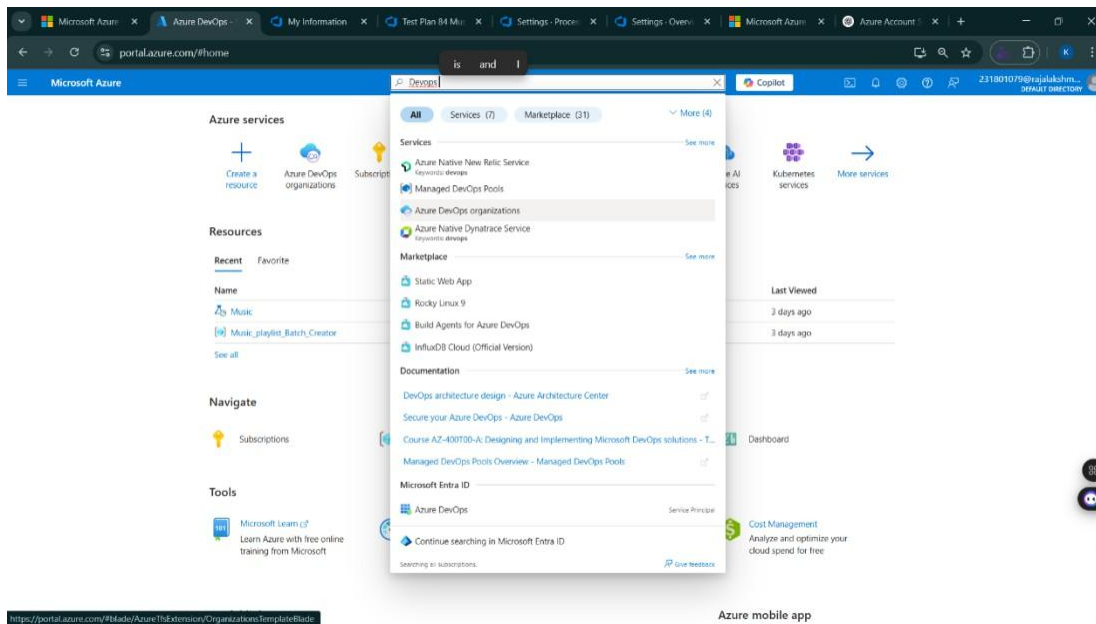 Microsoft Azure
Azure DevOps -
My Information
Test Plan 84 Mus
Settings · Proces
Settings · Overv
Microsoft Azure
Azure Account S
portal.azure.com/#home
is and I
Microsoft Azure
Devops
Copilot
231801079@rajalakshm...
DEFAULT DIRECTORY
Azure services
Create a resource
Azure DevOps organizations
Subscript
Kubernetes services
More services
All
Services (7)
Marketplace (31)
More (4)
Services
See more
Azure Native New Relic Service
Keywords: devops
Managed DevOps Pools
Azure DevOps organizations
Azure Native Dynatrace Service
Keywords: devops
Marketplace
See more
Static Web App
Rocky Linux 9
Build Agents for Azure DevOps
InfluxDB Cloud (Official Version)
Documentation
See more
DevOps architecture design - Azure Architecture Center
Secure your Azure DevOps - Azure DevOps
Course AZ-400T00-A: Designing and Implementing Microsoft DevOps solutions - T...
Managed DevOps Pools Overview - Managed DevOps Pools
Microsoft Entra ID
Azure DevOps
Service Principal
Continue searching in Microsoft Entra ID
Searching all subscriptions.
Give feedback
Resources
Recent
Favorite
Name
Last Viewed
Music
3 days ago
Music_playlist_Batch_Creator
3 days ago
See all
Navigate
Subscriptions
Dashboard
Tools
Microsoft Learn
Learn Azure with free online
training from Microsoft
Cost Management
Analyze and optimize your
cloud spend for free
Azure mobile app
https://portal.azure.com/#blade/AzureTfsExtension/OrganizationsTemplateBlade